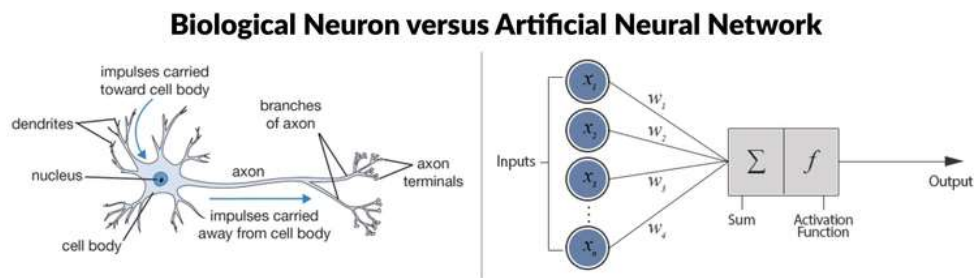 Biological Neuron versus Artificial Neural Network
impulses carried
toward cell body
dendrites
nucleus
cell body
axon
branches
of axon
axon
terminals
impulses carried
away from cell body
Inputs
x₁
x₂
x₃
xₙ
w₁
w₂
w₃
w₄
Σ
f
Sum
Activation
Function
Output